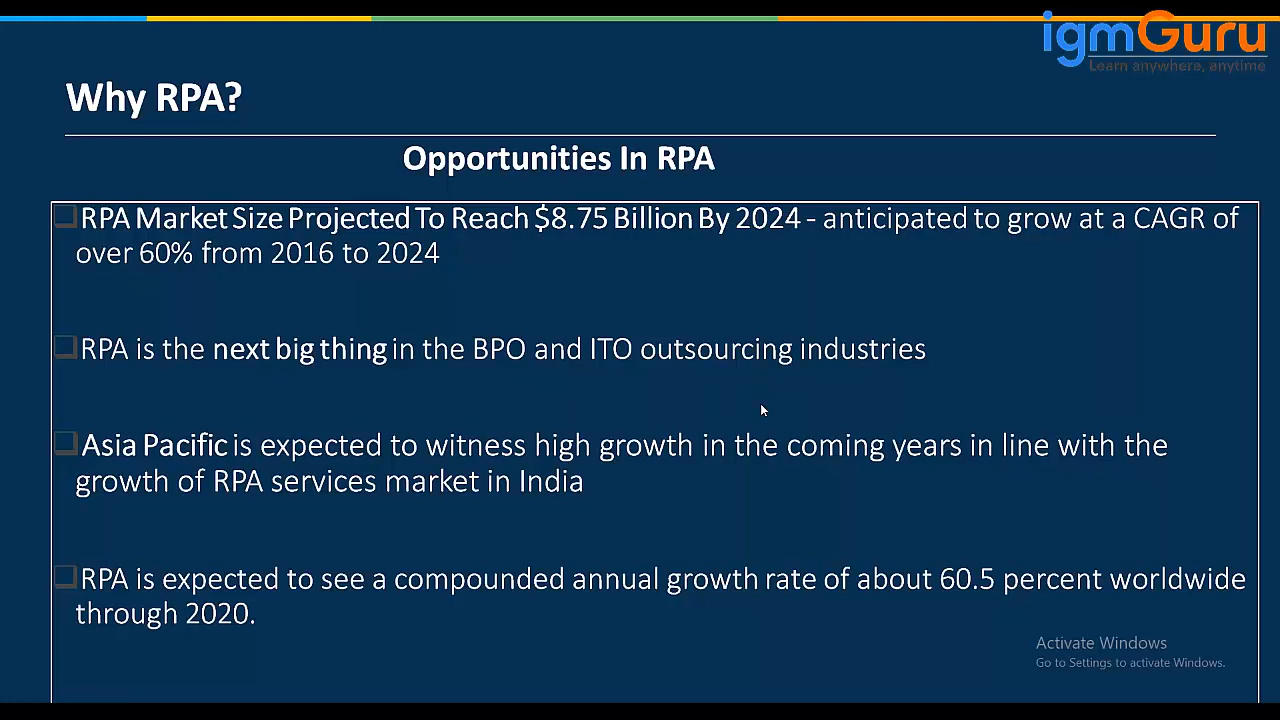 igmGuru
Learn anywhere, anytime
Why RPA?
Opportunities In RPA
RPA Market Size Projected To Reach $8.75 Billion By 2024 - anticipated to grow at a CAGR of
over 60% from 2016 to 2024
RPA is the next big thing in the BPO and ITO outsourcing industries
Asia Pacific is expected to witness high growth in the coming years in line with the
growth of RPA services market in India
RPA is expected to see a compounded annual growth rate of about 60.5 percent worldwide
through 2020.
Activate Windows
Go to Settings to activate Windows.